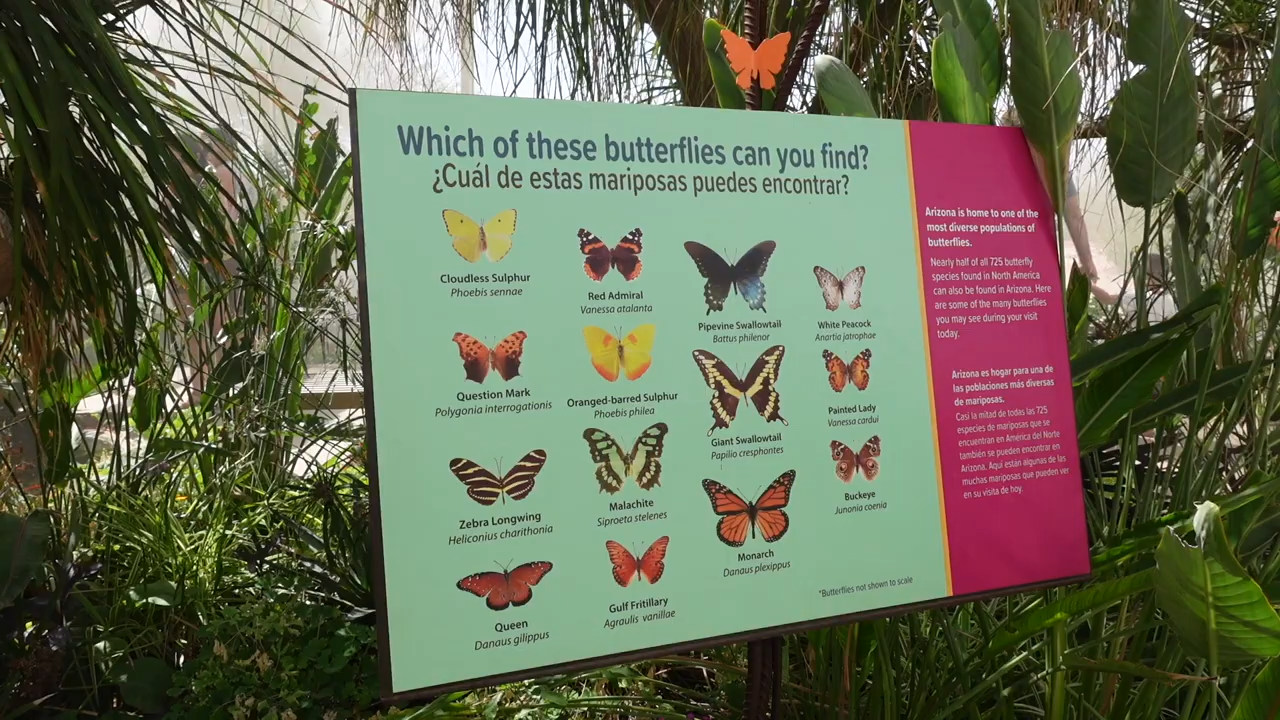 Which of these butterflies can you find?
¿Cuál de estas mariposas puedes encontrar?
Cloudless Sulphur
Phoebis sennae
Red Admiral
Vanessa atalanta
Pipevine Swallowtail
Battus philenor
White Peacock
Anartia jatrophae
Question Mark
Polygonia interrogationis
Oranged-barred Sulphur
Phoebis philea
Giant Swallowtail
Papilio cresphontes
Painted Lady
Vanessa cardui
Zebra Longwing
Heliconius charithonia
Malachite
Siproeta stelenes
Monarch
Danaus plexippus
Buckeye
Junonia coenia
Queen
Danaus gilippus
Gulf Fritillary
Agraulis vanillae
*Butterflies not shown to scale
Arizona is home to one of the
most diverse populations of
butterflies.
Nearly half of all 725 butterfly
species found in North America
can also be found in Arizona. Here
are some of the many butterflies
you may see during your visit
today.
Arizona es hogar para una de
las poblaciones más diversas
de mariposas.
Casi la mitad de todas las 725
especies de mariposas que se
encuentran en América del Norte
también se pueden encontrar en
Arizona. Aquí están algunas de las
muchas mariposas que pueden ver
en su visita de hoy.